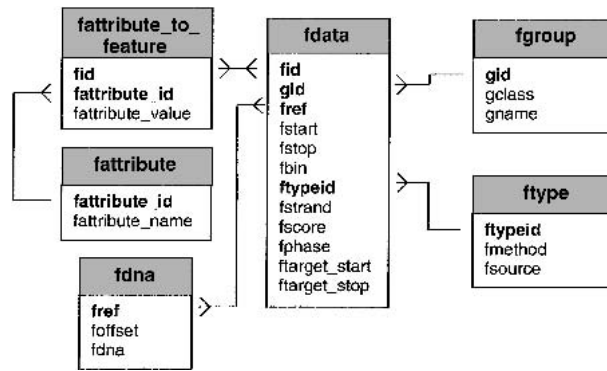 fattribute_to_
feature
fid
fattribute_id
fattribute_value
fattribute
fattribute_id
fattribute_name
fdna
fref
foffset
fdna
fdata
fid
gId
fref
fstart
fstop
fbin
ftypeid
fstrand
fscore
fphase
ftarget_start
ftarget_stop
fgroup
gid
gclass
gname
ftype
ftypeid
fmethod
fsource